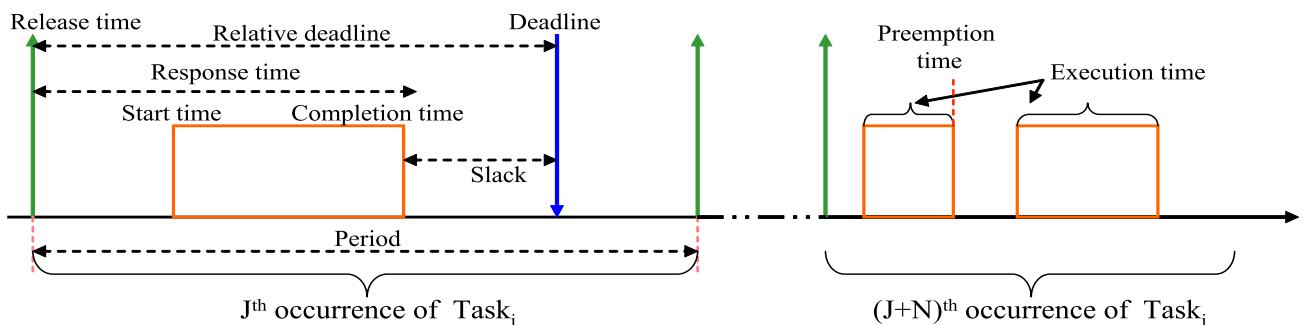 Release time
Relative deadline
Deadline
Response time
Start time
Completion time
Slack
Period
Jth occurrence of Taski
Preemption
time
Execution time
(J+N)th occurrence of Taski